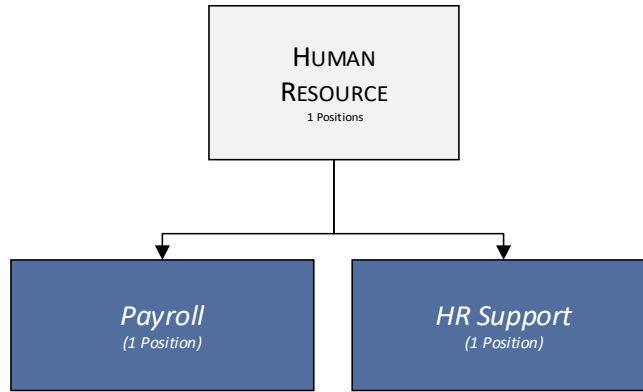 HUMAN
RESOURCE
1 Positions
Payroll
(1 Position)
HR Support
(1 Position)